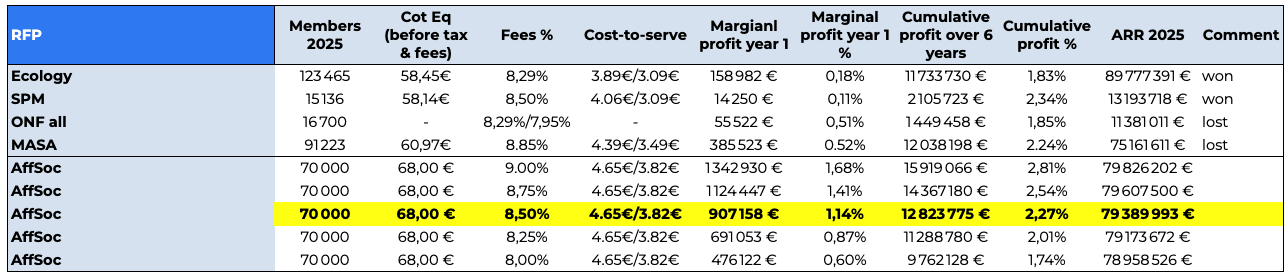 RFP Members 2025 Cot Eq (before tax & fees) Fees % Cost-to-serve Margianl profit year 1 Marginal profit year 1 % Cumulative profit over 6 years Cumulative profit % ARR 2025 Comment
Ecology 123 465 58,45€ 8,29% 3.89€/3.09€ 158 982 € 0,18% 11 733 730 € 1,83% 89 777 391 € won
SPM 15 136 58,14€ 8,50% 4.06€/3.09€ 14 250 € 0,11% 2 105 723 € 2,34% 13 193 718 € won
ONF all 16 700 - 8,29%/7,95% - 55 522 € 0,51% 1 449 458 € 1,85% 11 381 011 € lost
MASA 91 223 60,97€ 8.85% 4.39€/3.49€ 385 523 € 0.52% 12 038 198 € 2.24% 75 161 611 € lost
AffSoc 70 000 68,00 € 9.00% 4.65€/3.82€ 1 342 930 € 1,68% 15 919 066 € 2,81% 79 826 202 €
AffSoc 70 000 68,00 € 8,75% 4.65€/3.82€ 1 124 447 € 1,41% 14 367 180 € 2,54% 79 607 500 €
AffSoc 70 000 68,00 € 8,50% 4.65€/3.82€ 907 158 € 1,14% 12 823 775 € 2,27% 79 389 993 €
AffSoc 70 000 68,00 € 8,25% 4.65€/3.82€ 691 053 € 0,87% 11 288 780 € 2,01% 79 173 672 €
AffSoc 70 000 68,00 € 8,00% 4.65€/3.82€ 476 122 € 0,60% 9 762 128 € 1,74% 78 958 526 €